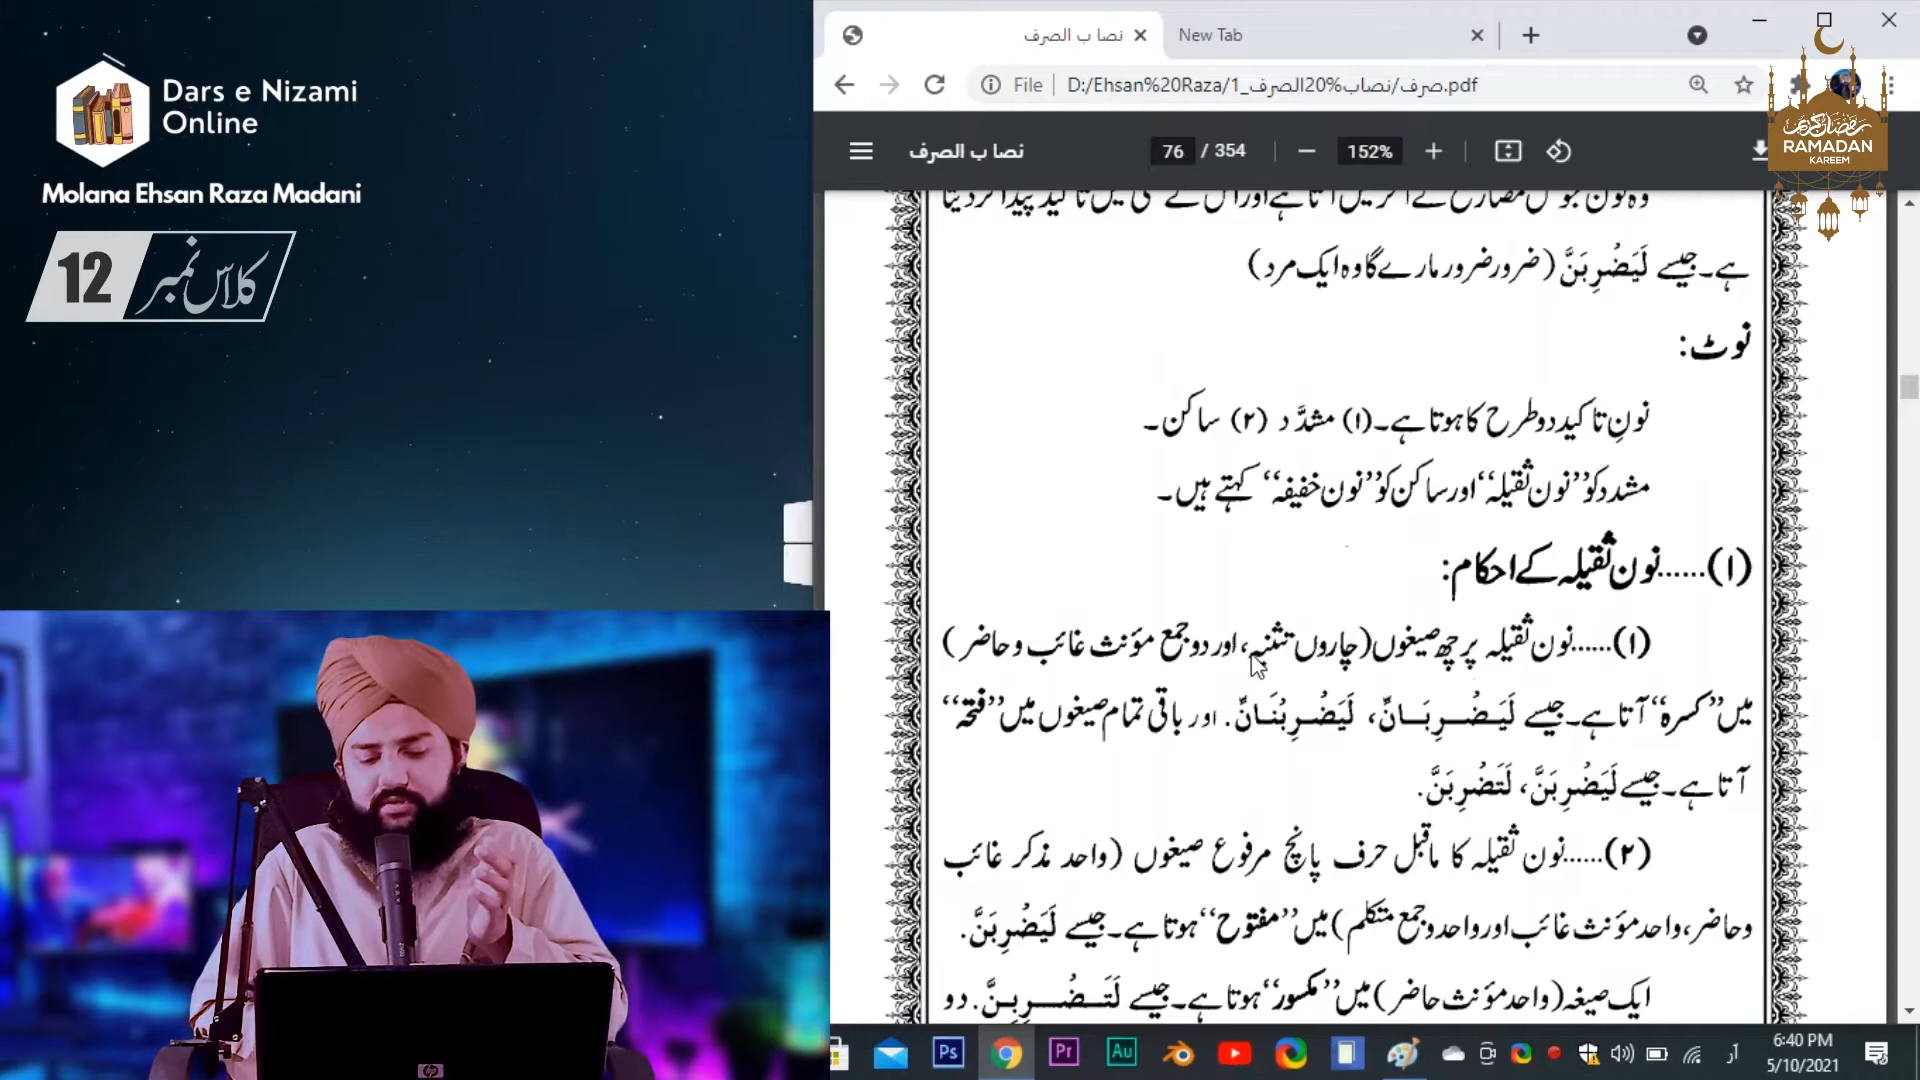 Dars e Nizami
Online
Molana Ehsan Raza Madani
12 کلاس نمبر
نصا ب الصرف
New Tab
File
D:/Ehsan%20Raza/1_صرف/نصاب%20الصرف.pdf
RAMADAN
KAREEM
نصا ب الصرف
76 / 354
152%
ہے۔جیسے لَیَضْرِبَنَّ (ضرور ضرور مارے گا وہ ایک مرد)
نوٹ:
نونِ تاکید دو طرح کا ہوتا ہے۔(۱) مشدَّد (۲) ساکن۔
مشدد کو ’’نون ثقیلہ‘‘ اور ساکن کو ’’نون خفیفہ‘‘ کہتے ہیں۔
(۱)......نون ثقیلہ کے احکام:
(۱)......نون ثقیلہ پر چھ صیغوں (چاروں تثنیہ، اور دو جمع مؤنث غائب و حاضر)
میں ’’کسرہ‘‘ آتا ہے۔جیسے لَیَضْرِبَانِّ، لَیَضْرِبْنَانِّ. اور باقی تمام صیغوں میں ’’فتحہ‘‘
آتا ہے۔جیسے لَیَضْرِبَنَّ، لَتَضْرِبَنَّ.
(۲)......نون ثقیلہ کا ماقبل حرف پانچ مرفوع صیغوں (واحد مذکر غائب
و حاضر، واحد مؤنث غائب اور واحد و جمع متکلم) میں ’’مفتوح‘‘ ہوتا ہے۔جیسے لَیَضْرِبَنَّ.
ایک صیغہ (واحد مؤنث حاضر) میں ’’مکسور‘‘ ہوتا ہے۔جیسے لَتَضْرِبِنَّ. دو
Ps
Pr
Au
hp
6:40 PM
5/10/2021